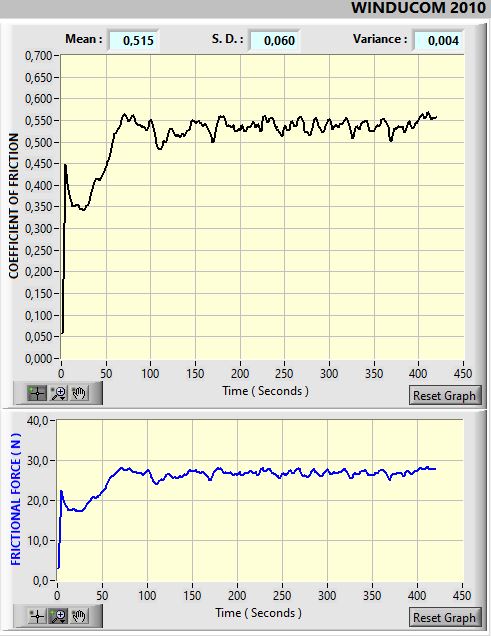 WINDUCOM 2010
Mean : 0,515 S. D. : 0,060 Variance : 0,004
COEFFICIENT OF FRICTION
0,700
0,650
0,600
0,550
0,500
0,450
0,400
0,350
0,300
0,250
0,200
0,150
0,100
0,050
0,000
0 50 100 150 200 250 300 350 400 450
Time ( Seconds )
Reset Graph
FRICTIONAL FORCE ( N )
40,0
30,0
20,0
10,0
0,0
0 50 100 150 200 250 300 350 400 450
Time ( Seconds )
Reset Graph